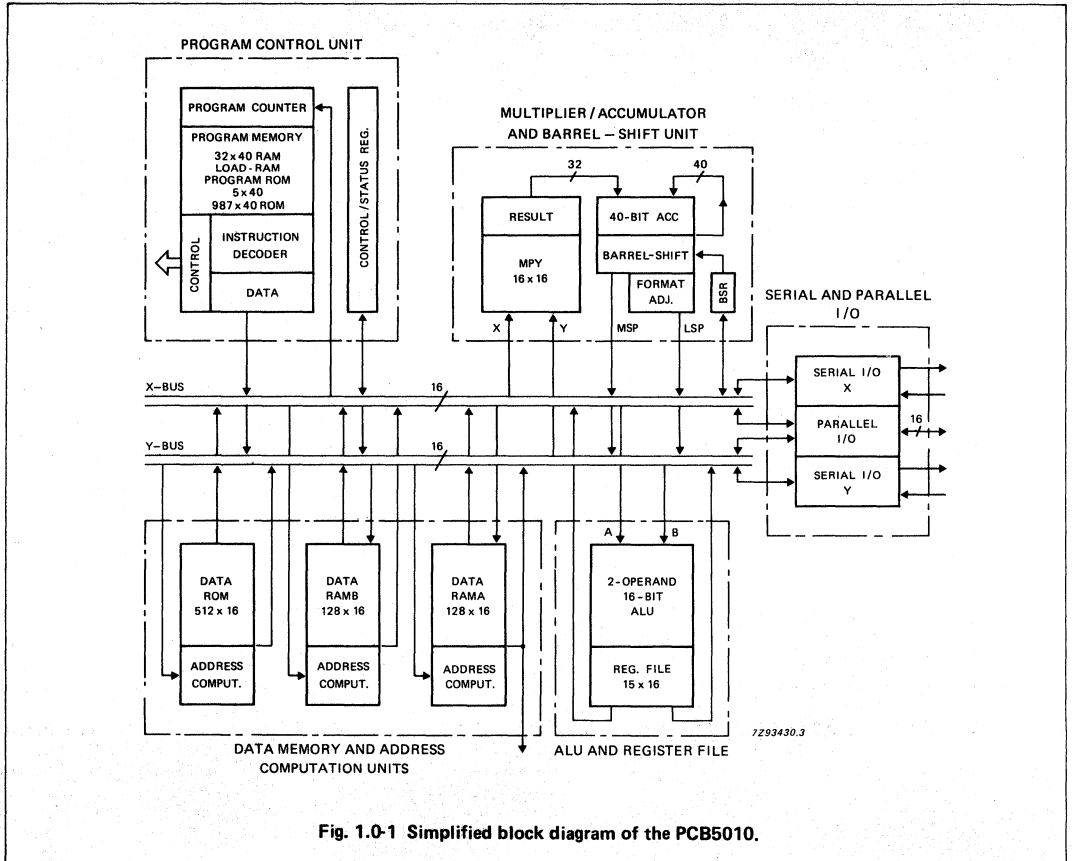 PROGRAM CONTROL UNIT
PROGRAM COUNTER
PROGRAM MEMORY
32 x 40 RAM
LOAD - RAM
PROGRAM ROM
5 x 40
987 x 40 ROM
CONTROL
INSTRUCTION
DECODER
DATA
CONTROL / STATUS REG.
MULTIPLIER / ACCUMULATOR
AND BARREL – SHIFT UNIT
32
40
RESULT
MPY
16 x 16
40-BIT ACC
BARREL-SHIFT
FORMAT
ADJ.
BSR
X
Y
MSP
LSP
SERIAL AND PARALLEL
I/O
SERIAL I/O
X
PARALLEL
I/O
16
SERIAL I/O
Y
X–BUS
16
Y-BUS
16
DATA
ROM
512 x 16
ADDRESS
COMPUT.
DATA
RAMB
128 x 16
ADDRESS
COMPUT.
DATA
RAMA
128 x 16
ADDRESS
COMPUT.
A
B
2-OPERAND
16-BIT
ALU
REG. FILE
15 x 16
7Z93430.3
DATA MEMORY AND ADDRESS
COMPUTATION UNITS
ALU AND REGISTER FILE
Fig. 1.0-1 Simplified block diagram of the PCB5010.